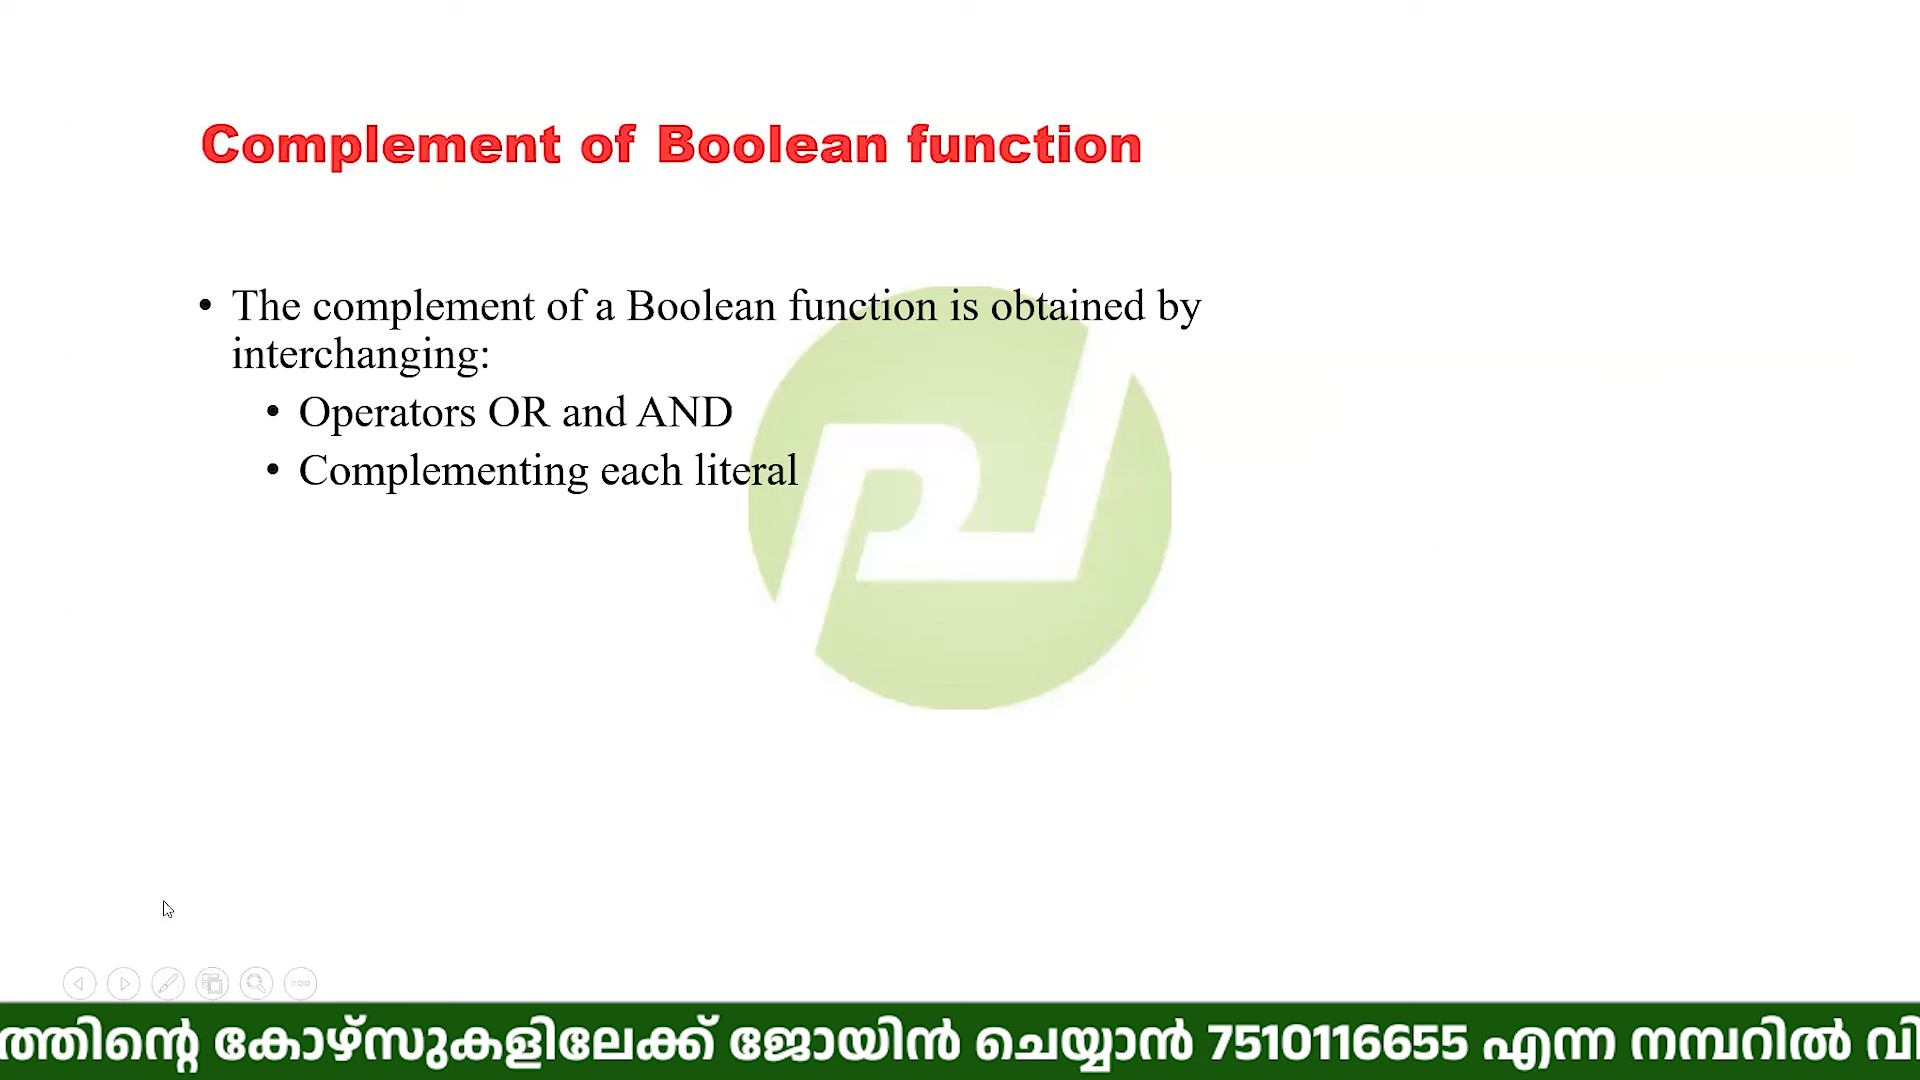 Complement of Boolean function
• The complement of a Boolean function is obtained by
interchanging:
• Operators OR and AND
• Complementing each literal
ത്തിന്റെ കോഴ്സുകളിലേക്ക് ജോയിൻ ചെയ്യാൻ 7510116655 എന്ന നമ്പറിൽ വി